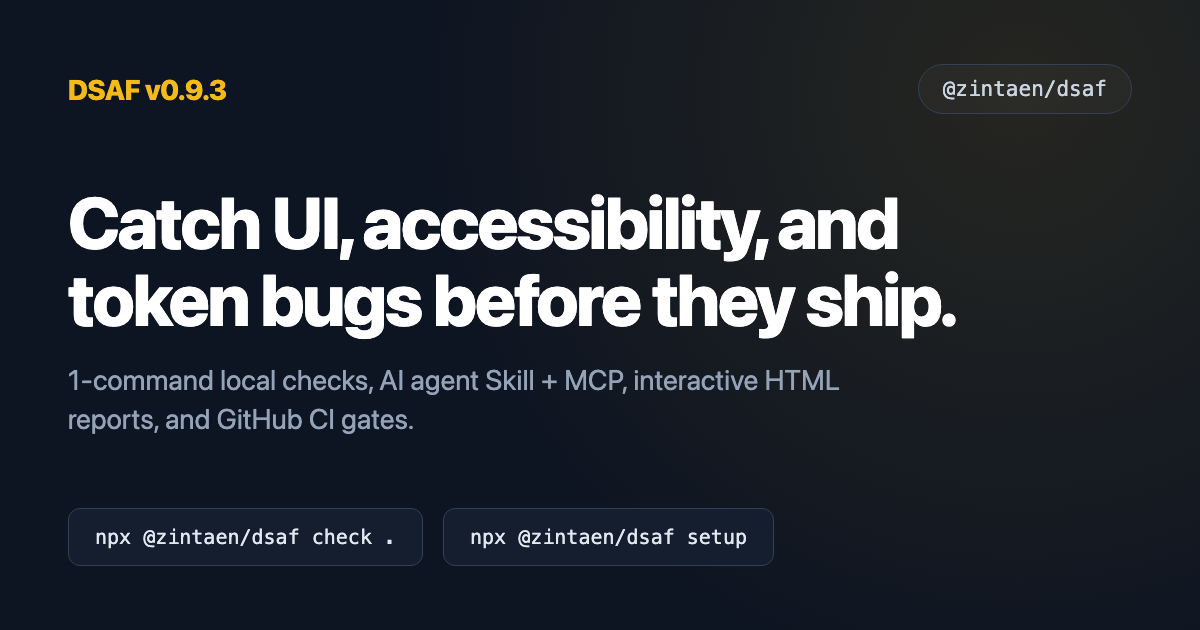 DSAF v0.9.3
@zintaen/dsaf
Catch UI, accessibility, and
token bugs before they ship.
1-command local checks, AI agent Skill + MCP, interactive HTML
reports, and GitHub CI gates.
npx @zintaen/dsaf check .
npx @zintaen/dsaf setup